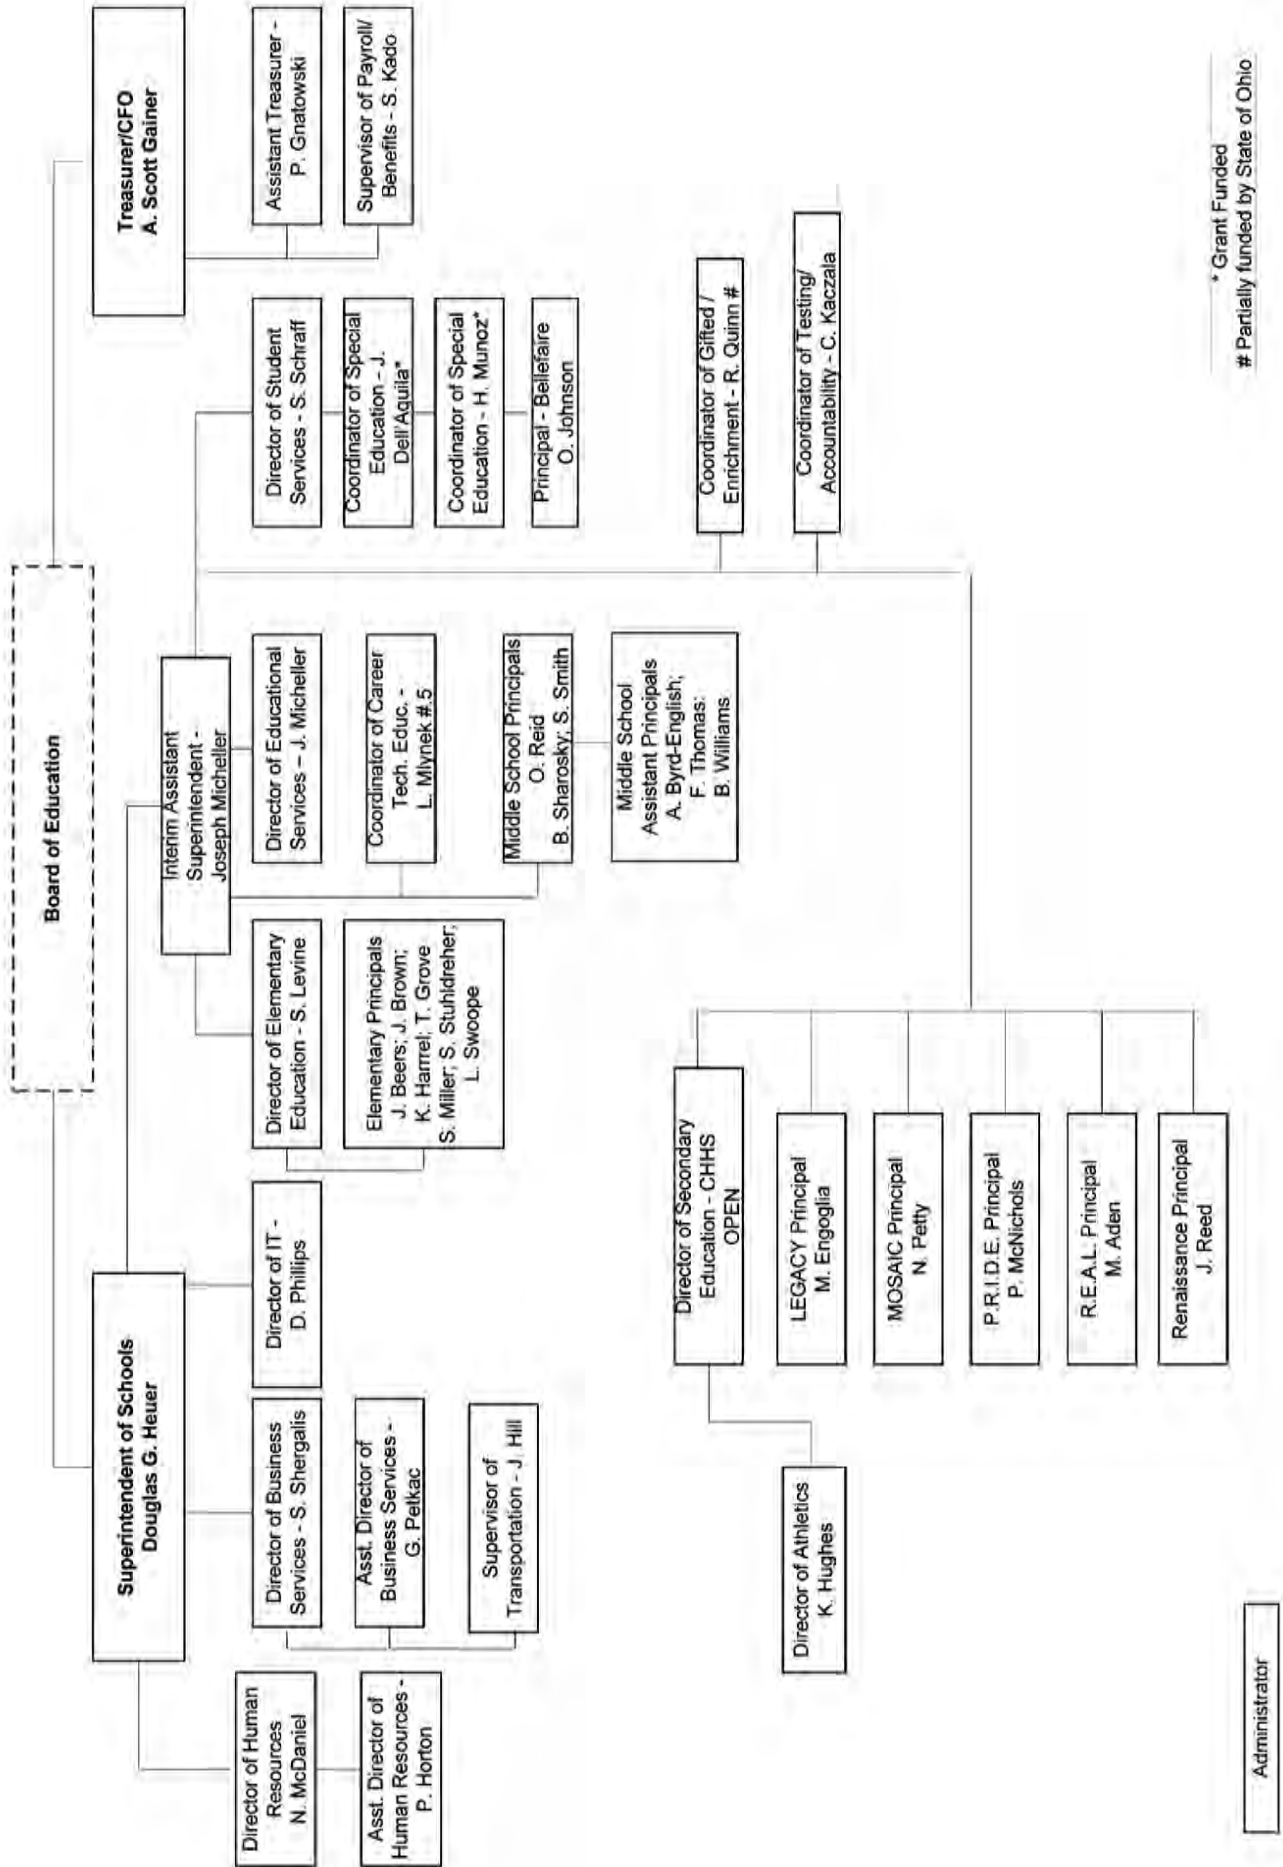 Board of Education
Superintendent of Schools
Douglas G. Heuer
Treasurer/CFO
A. Scott Gainer
Interim Assistant
Superintendent -
Joseph Micheller
Director of Human
Resources
N. McDaniel
Asst. Director of
Human Resources -
P. Horton
Director of Business
Services - S. Shergalis
Asst. Director of
Business Services -
G. Petkac
Supervisor of
Transportation - J. Hill
Director of IT -
D. Phillips
Director of Elementary
Education - S. Levine
Elementary Principals
J. Beers; J. Brown;
K. Harrrel; T. Grove
S. Miller; S. Stuhldreher;
L. Swoope
Director of Educational
Services – J. Micheller
Coordinator of Career
Tech. Educ. -
L. Mlynek #.5
Middle School Principals
O. Reid
B. Sharosky; S. Smith
Middle School
Assistant Principals
A. Byrd-English;
F. Thomas:
B. Williams
Director of Student
Services - S. Schraff
Coordinator of Special
Education - J.
Dell'Aquila*
Coordinator of Special
Education - H. Munoz*
Principal - Bellefaire
O. Johnson
Assistant Treasurer -
P. Gnatowski
Supervisor of Payroll/
Benefits - S. Kado
Coordinator of Gifted /
Enrichment - R. Quinn #
Coordinator of Testing/
Accountability - C. Kaczala
Director of Secondary
Education - CHHS
OPEN
LEGACY Principal
M. Engoglia
MOSAIC Principal
N. Petty
P.R.I.D.E. Principal
P. McNichols
R.E.A.L. Principal
M. Aden
Renaissance Principal
J. Reed
Director of Athletics
K. Hughes
Administrator
* Grant Funded
# Partially funded by State of Ohio